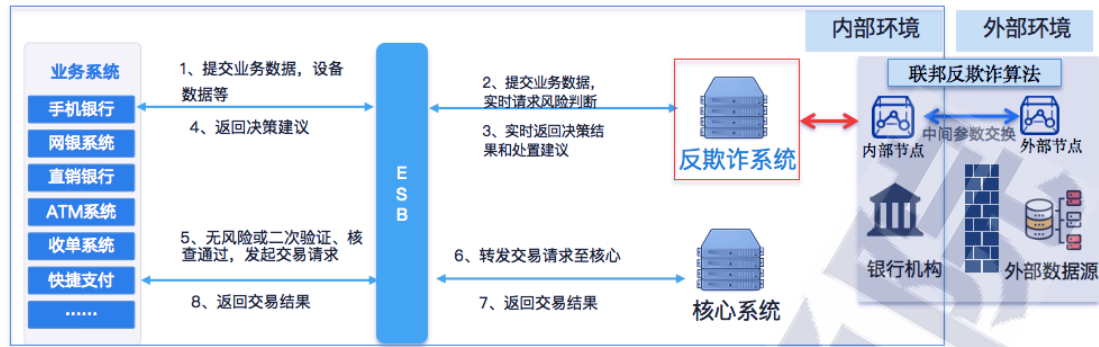 内部环境
外部环境
业务系统
手机银行
网银系统
直销银行
ATM系统
收单系统
快捷支付
……
1、提交业务数据，设备
数据等
4、返回决策建议
5、无风险或二次验证、核
查通过，发起交易请求
8、返回交易结果
ESB
2、提交业务数据，
实时请求风险判断
3、实时返回决策结
果和处置建议
反欺诈系统
6、转发交易请求至核心
7、返回交易结果
核心系统
联邦反欺诈算法
中间参数交换
内部节点
外部节点
银行机构
外部数据源